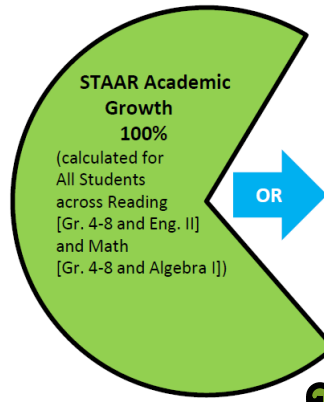 STAAR Academic
Growth
100%
(calculated for
All Students
across Reading
[Gr. 4-8 and Eng. II]
and Math
[Gr. 4-8 and Algebra I])
OR